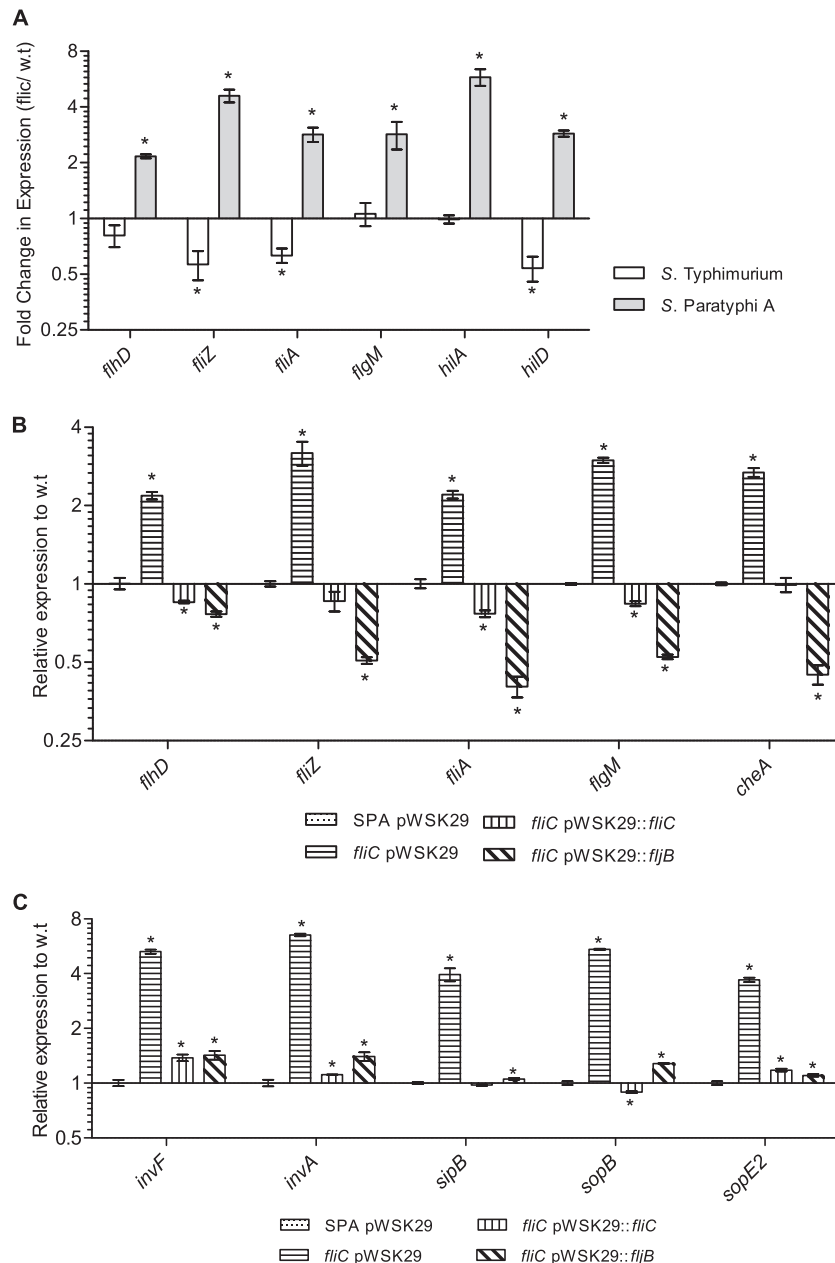 A
Fold Change in Expression (flic/ w.t)
8
4
2
1
0.5
0.25
* * * * * * * * *
flhD fliZ fliA flgM hilA hilD
S. Typhimurium
S. Paratyphi A
B
Relative expression to w.t
4
2
1
0.5
0.25
* * * * * * * * * * * * *
flhD fliZ fliA flgM cheA
SPA pWSK29 fliC pWSK29::fliC
fliC pWSK29 fliC pWSK29::fljB
C
Relative expression to w.t
8
4
2
1
0.5
* * * * * * * * * * * * * *
invF invA sipB sopB sopE2
SPA pWSK29 fliC pWSK29::fliC
fliC pWSK29 fliC pWSK29::fljB